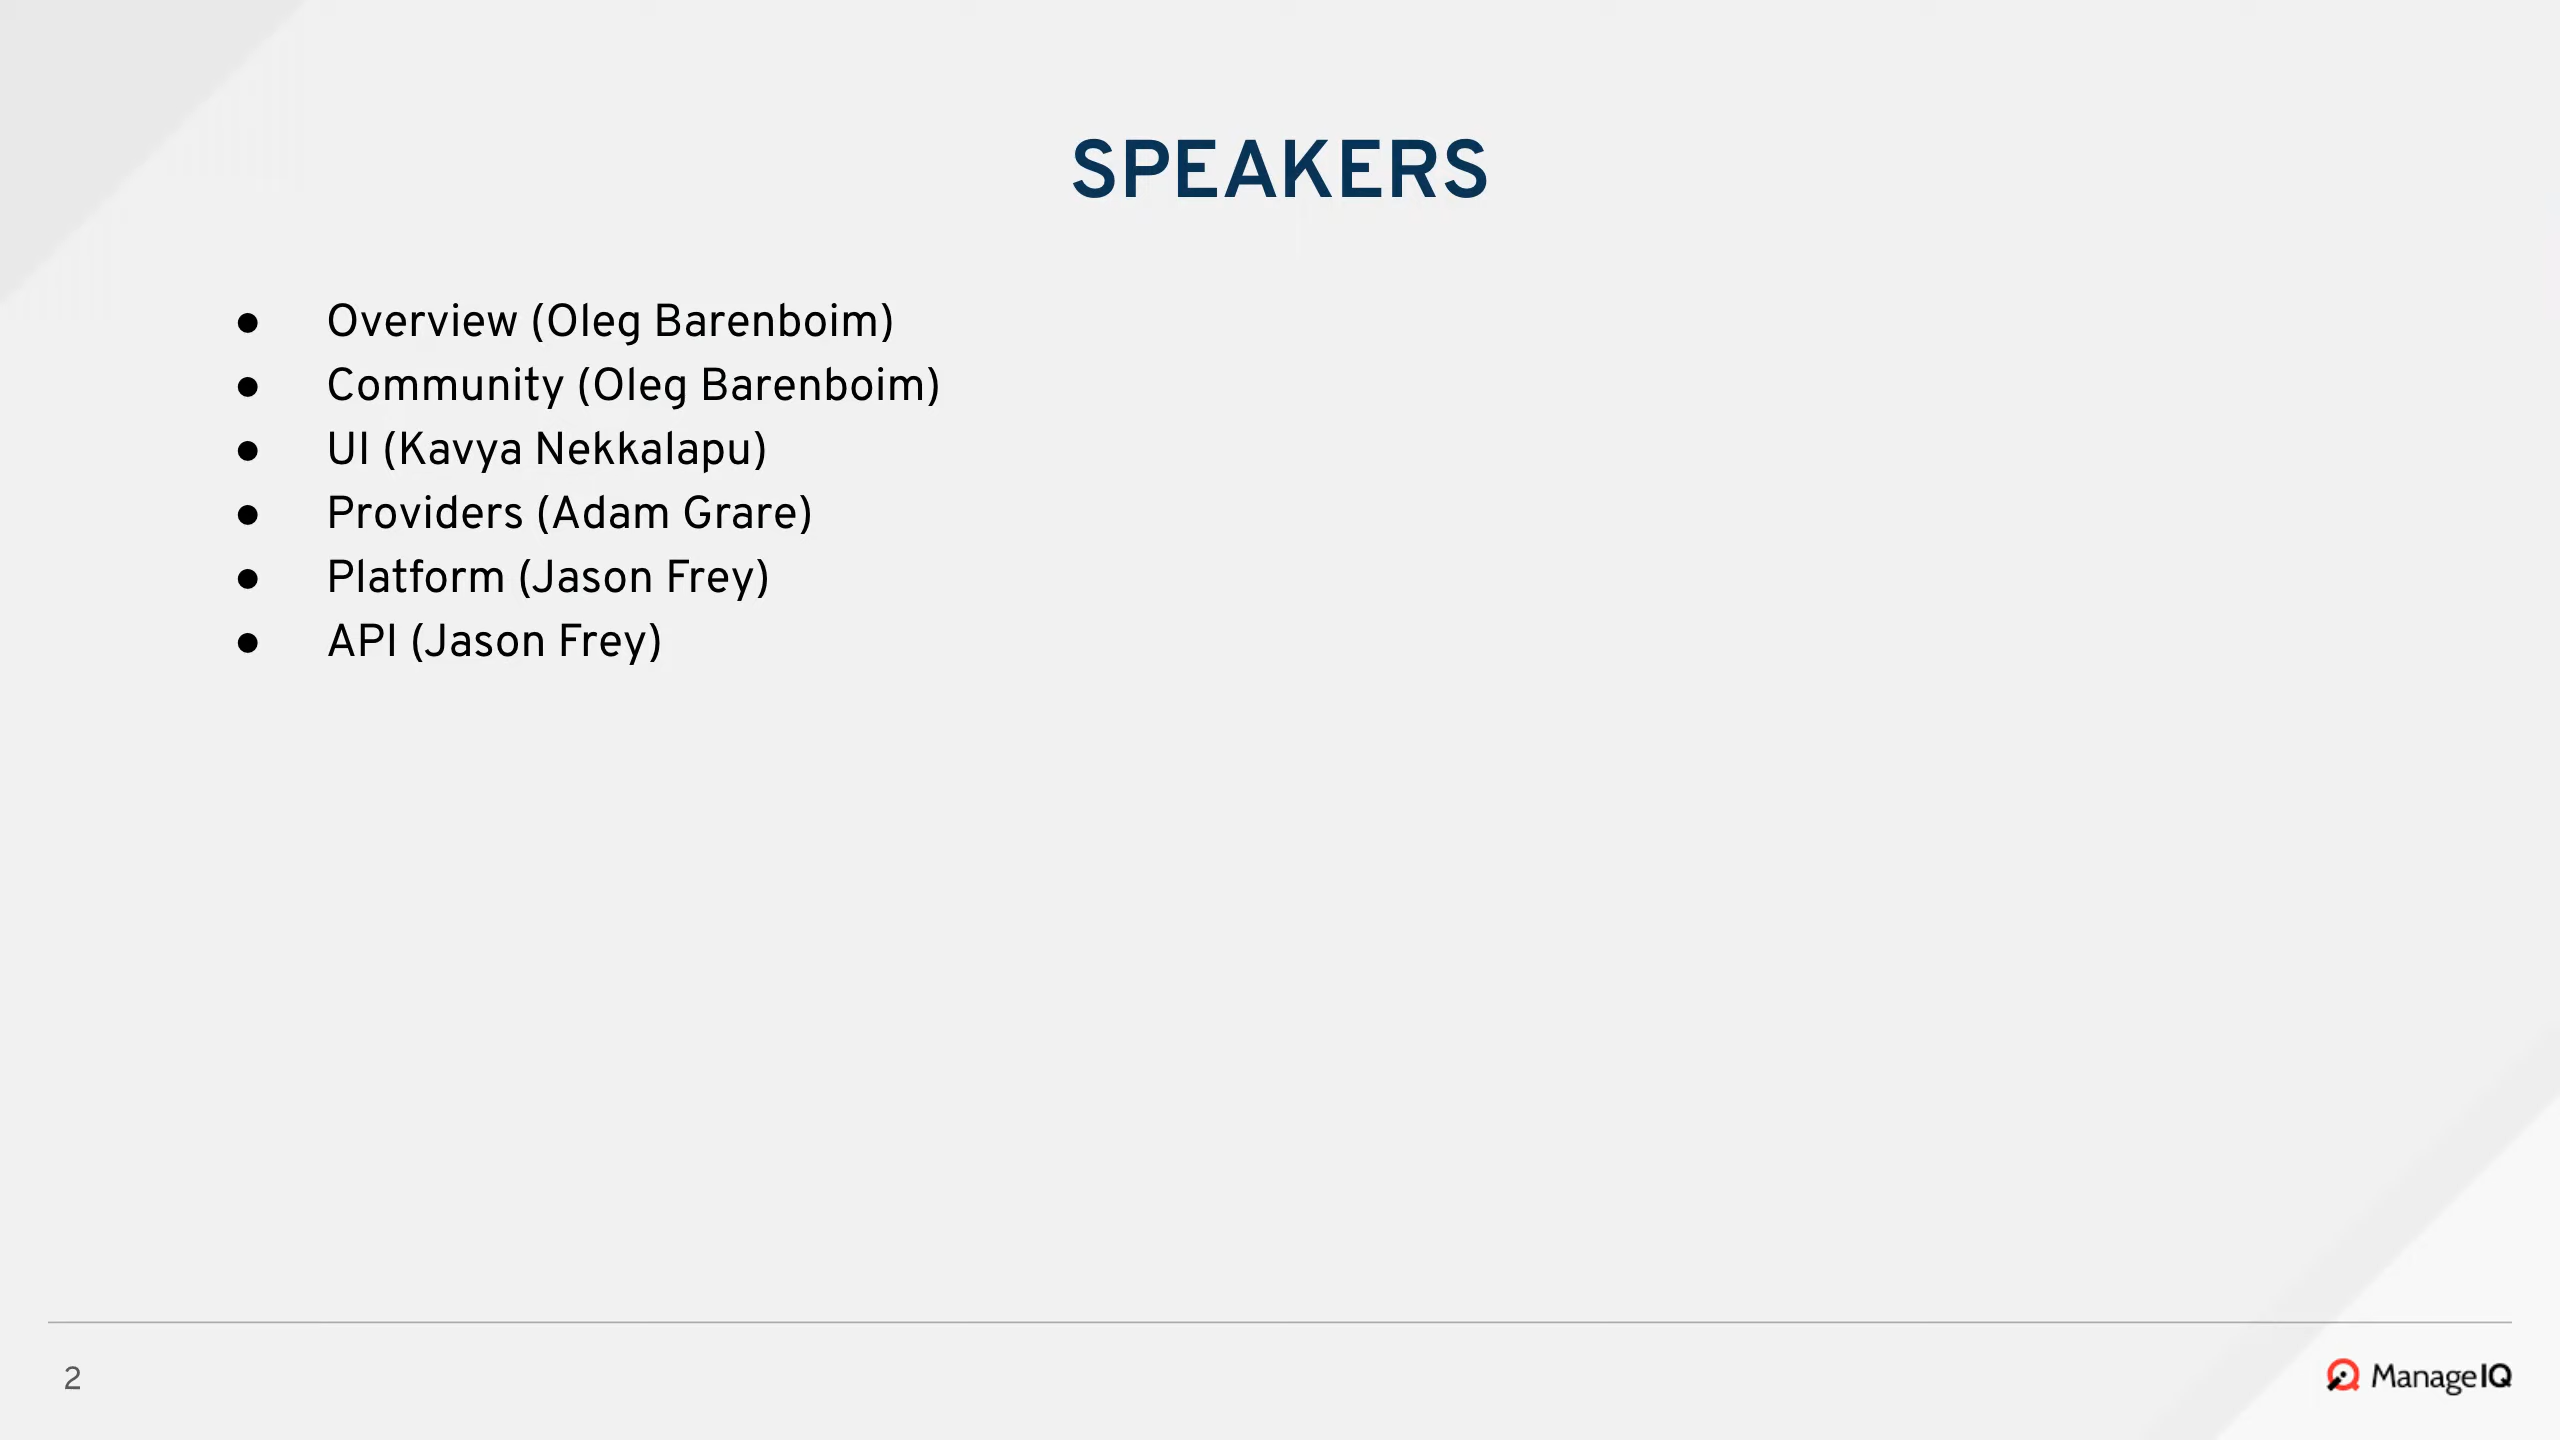 SPEAKERS
● Overview (Oleg Barenboim)
● Community (Oleg Barenboim)
● UI (Kavya Nekkalapu)
● Providers (Adam Grare)
● Platform (Jason Frey)
● API (Jason Frey)
2
ManageIQ